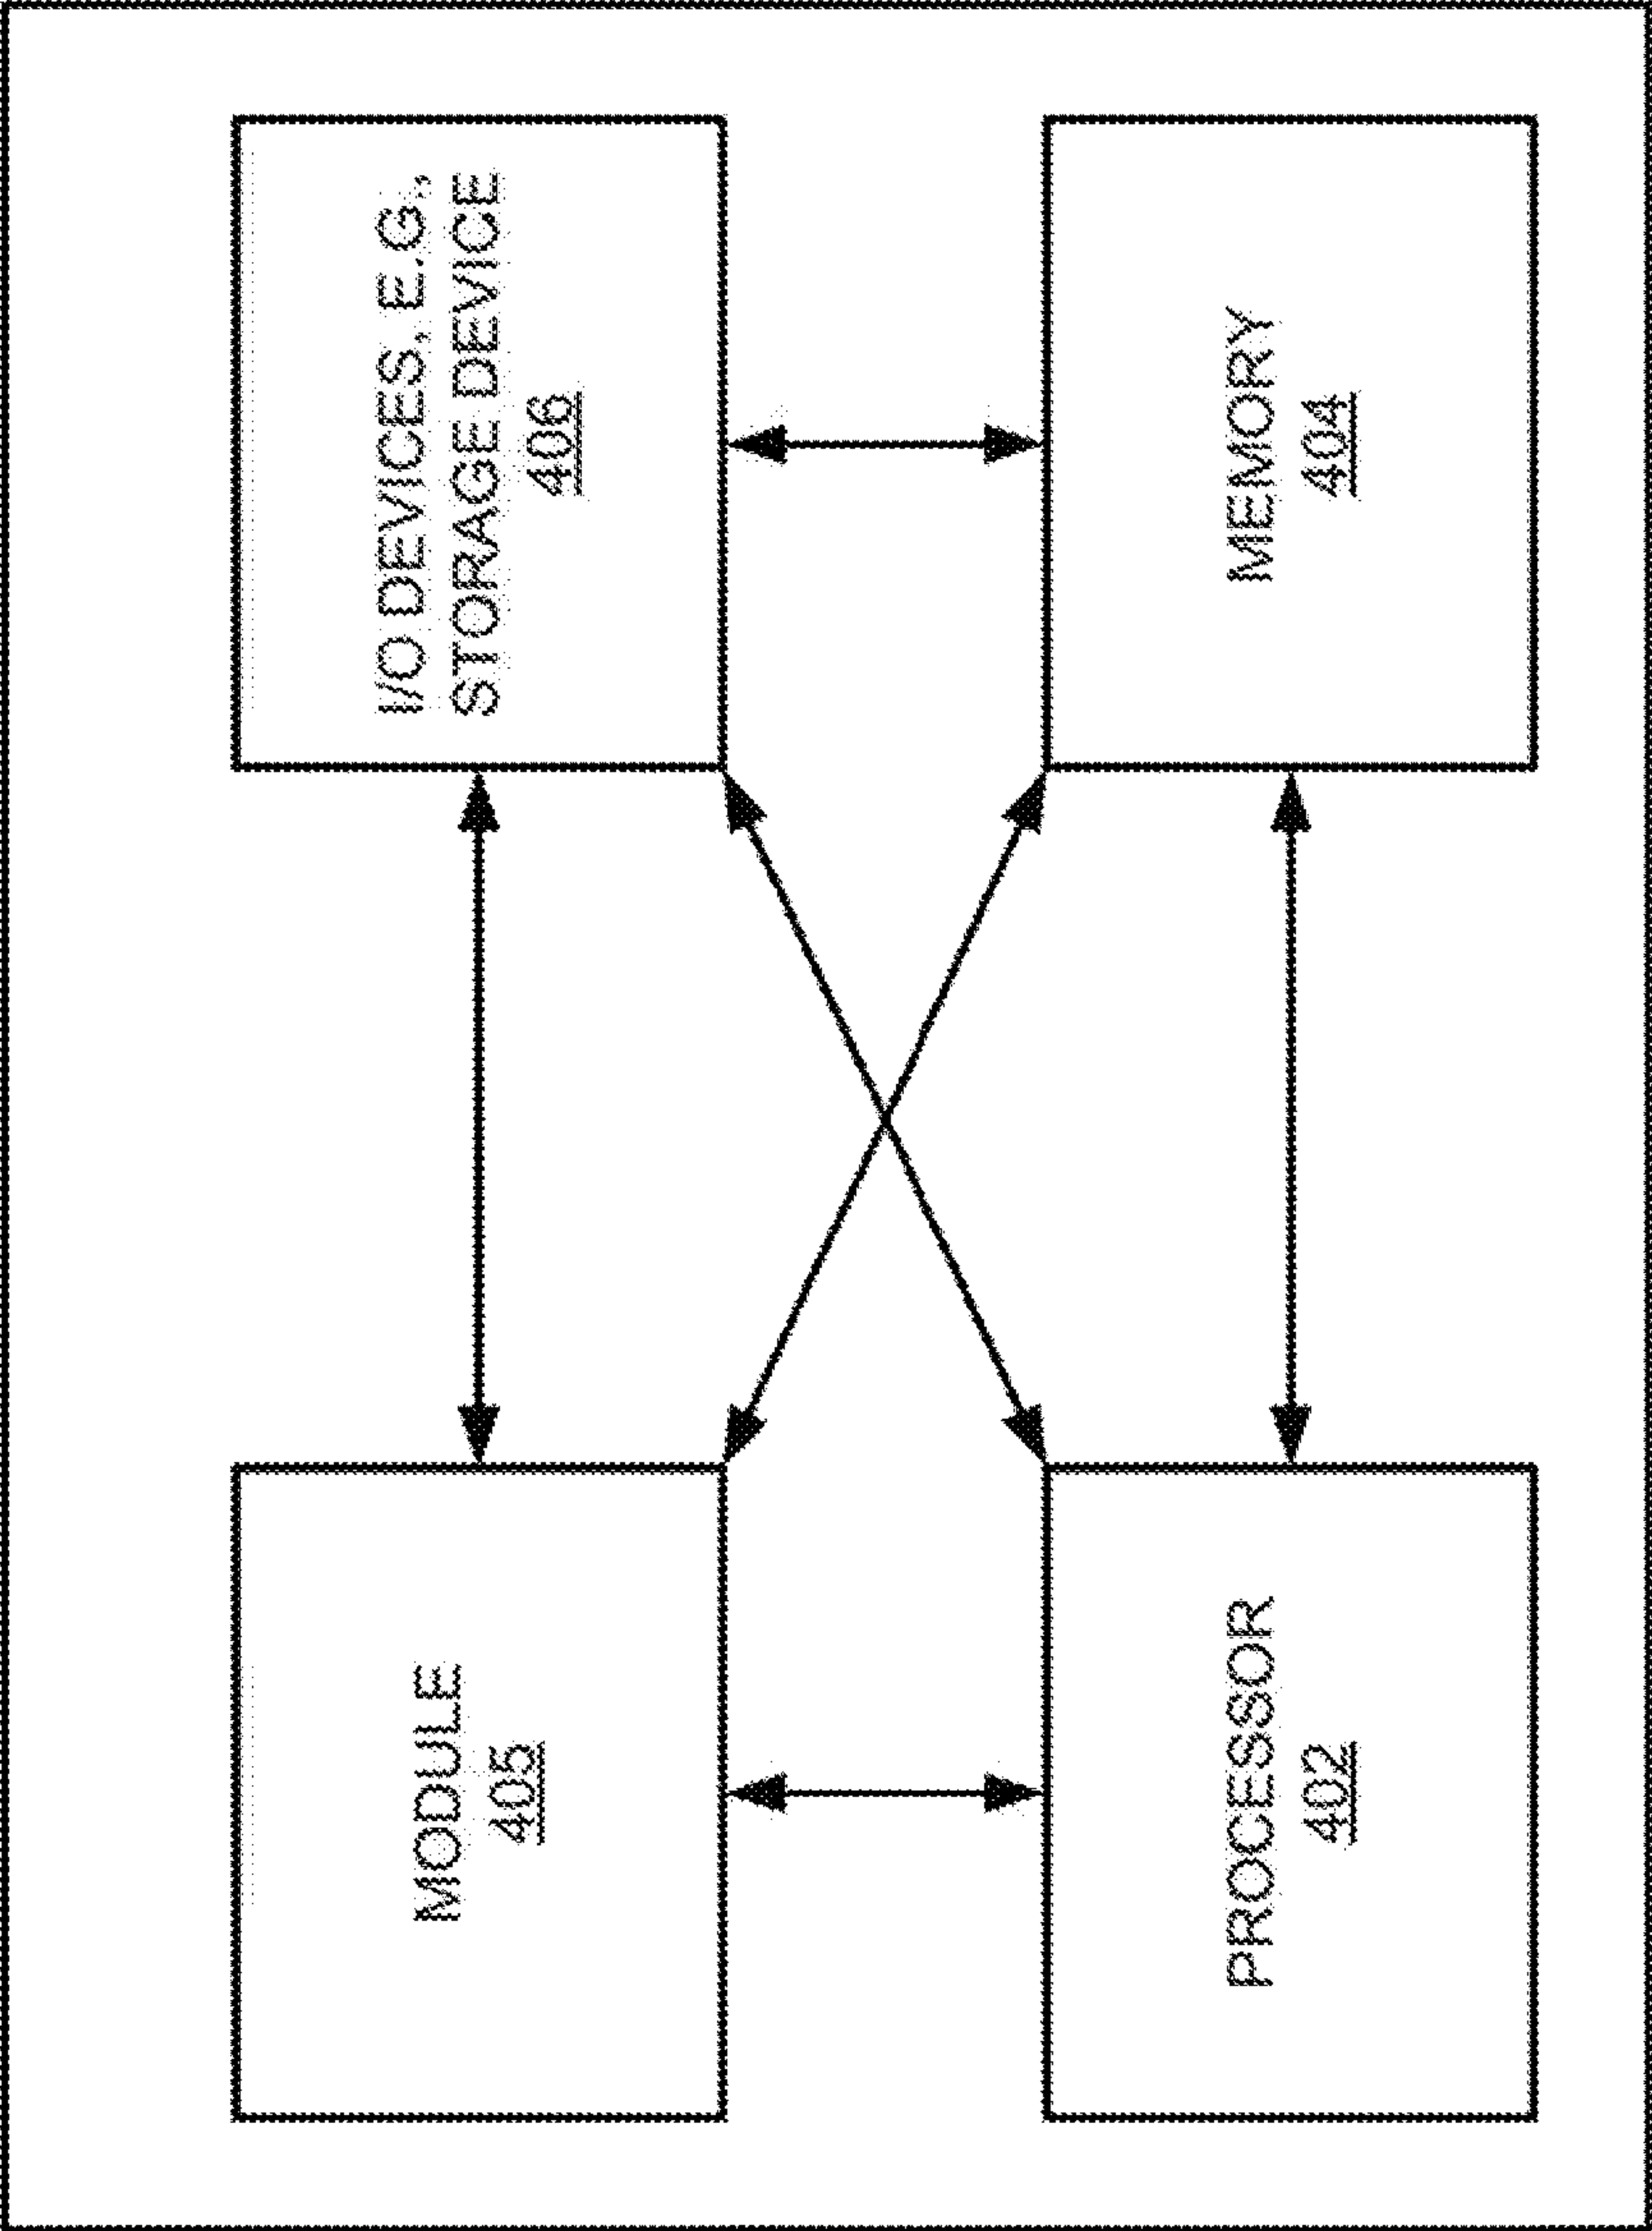 MODULE
405
I/O DEVICES, E.G.,
STORAGE DEVICE
406
PROCESSOR
402
MEMORY
404